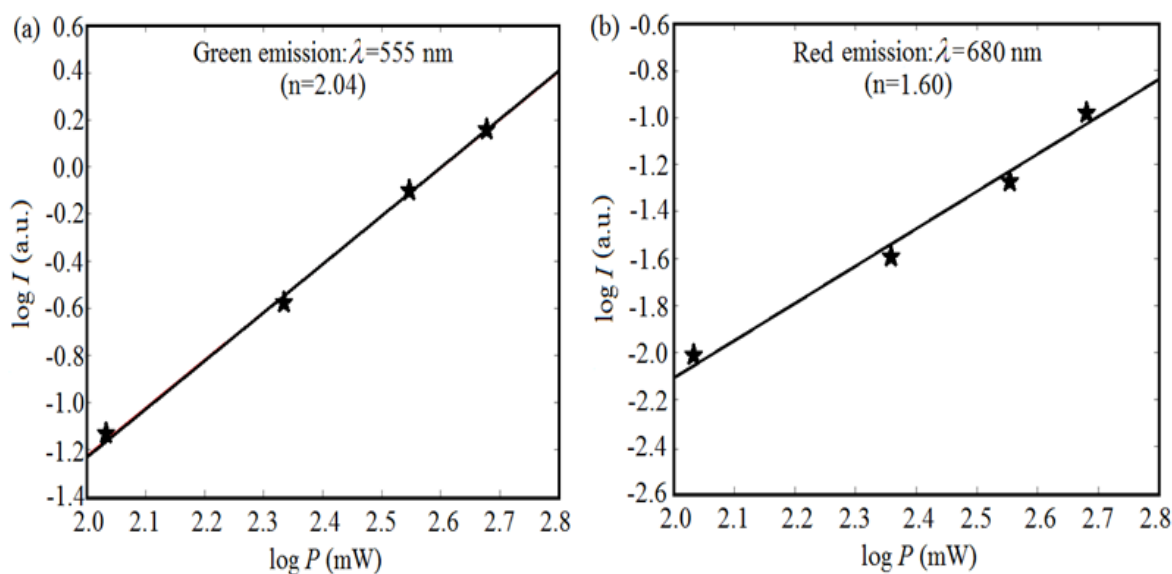 (a)
Green emission:λ=555 nm
(n=2.04)
log I (a.u.)
0.6
0.4
0.2
0.0
-0.2
-0.4
-0.6
-0.8
-1.0
-1.2
-1.4
2.0 2.1 2.2 2.3 2.4 2.5 2.6 2.7 2.8
log P (mW)
(b)
Red emission:λ=680 nm
(n=1.60)
log I (a.u.)
-0.6
-0.8
-1.0
-1.2
-1.4
-1.6
-1.8
-2.0
-2.2
-2.4
-2.6
2.0 2.1 2.2 2.3 2.4 2.5 2.6 2.7 2.8
log P (mW)